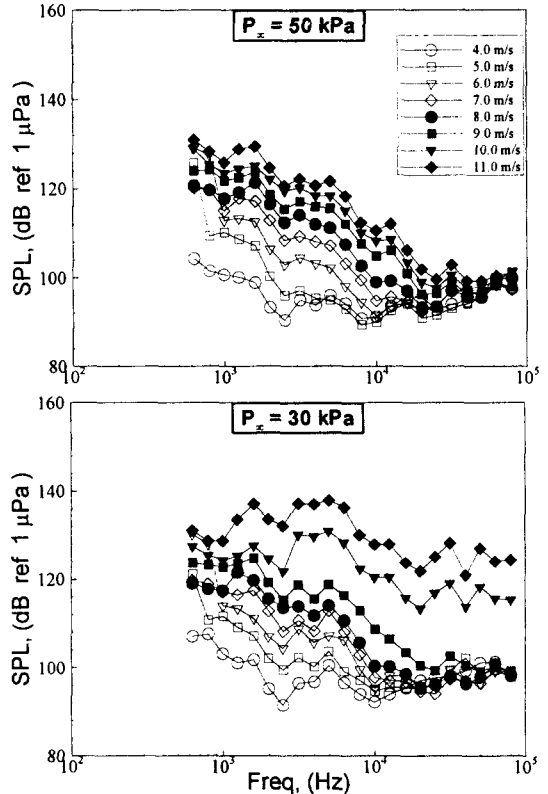 P∞ = 50 kPa
160
140
120
100
80
SPL, (dB ref 1 μPa)
4.0 m/s
5.0 m/s
6.0 m/s
7.0 m/s
8.0 m/s
9.0 m/s
10.0 m/s
11.0 m/s
10² 10³ 10⁴ 10⁵
P∞ = 30 kPa
160
140
120
100
80
SPL, (dB ref 1 μPa)
10² 10³ 10⁴ 10⁵
Freq, (Hz)